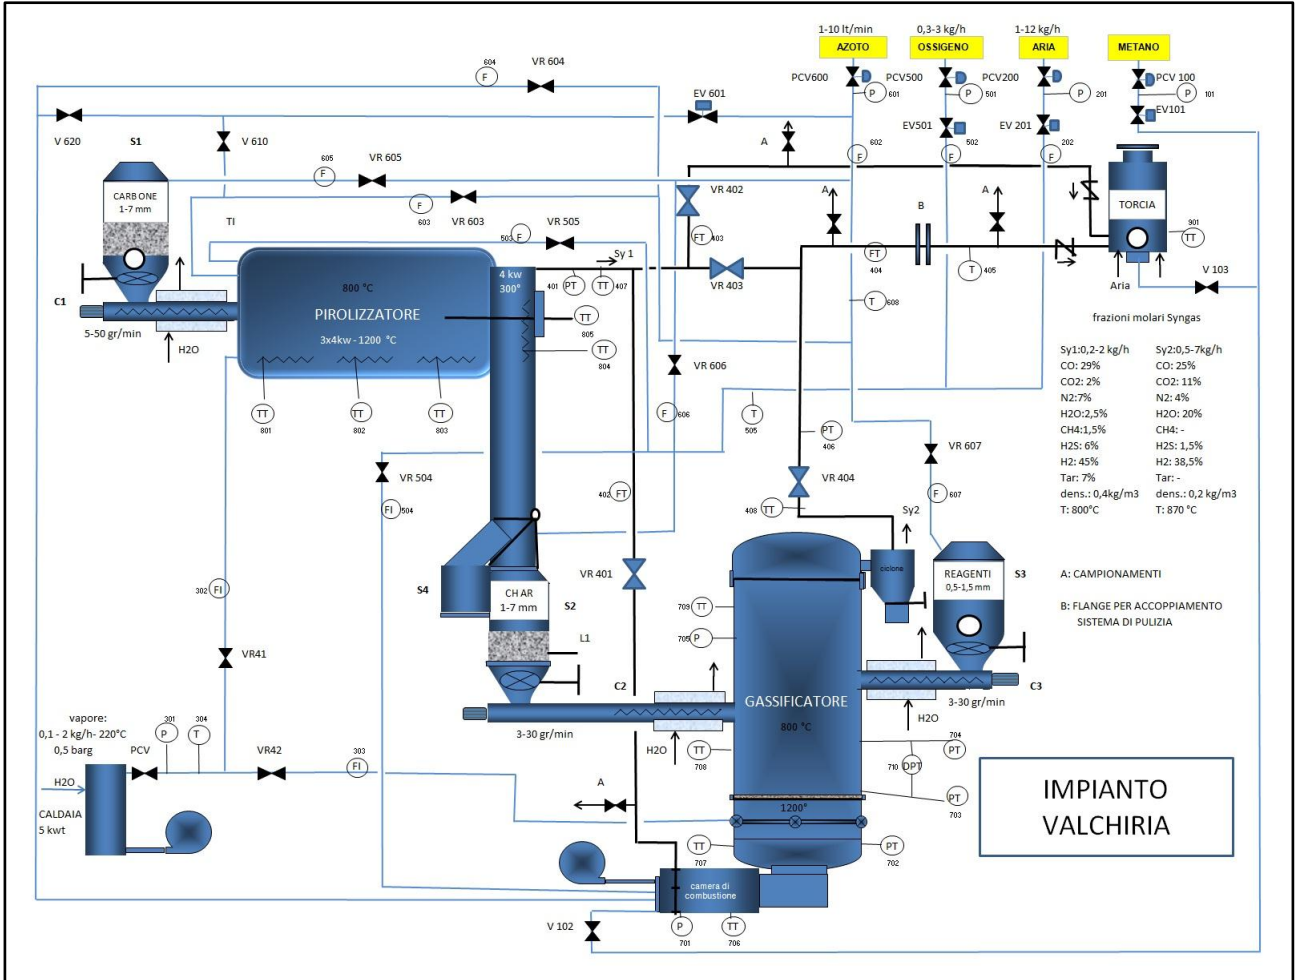 1-10 lt/min
0,3-3 kg/h
1-12 kg/h
AZOTO
OSSIGENO
ARIA
METANO
604
F
VR 604
PCV600
PCV500
PCV200
PCV 100
P
601
P
501
P
201
P
101
EV 601
EV501
EV 201
EV101
V 620
S1
V 610
A
602
F
502
F
202
F
605
F
VR 605
CARBONE
1-7 mm
TI
F
603
VR 603
VR 505
503
F
VR 402
A
B
A
TORCIA
901
TT
FT
403
Sy 1
FT
404
T
405
V 103
Aria
C1
5-50 gr/min
H2O
800 °C
PIROLIZZATORE
3x4kw - 1200 °C
4 kw
300°
401
PT
TT
407
VR 403
T
608
TT
805
TT
804
VR 606
TT
801
TT
802
TT
803
F
606
T
505
PT
406
frazioni molari Syngas
Sy1:0,2-2 kg/h
CO: 29%
CO2: 2%
N2:7%
H2O:2,5%
CH4:1,5%
H2S: 6%
H2: 45%
Tar: 7%
dens.: 0,4kg/m3
T: 800°C
Sy2:0,5-7kg/h
CO: 25%
CO2: 11%
N2: 4%
H2O: 20%
CH4: -
H2S: 1,5%
H2: 38,5%
Tar: -
dens.: 0,2 kg/m3
T: 870 °C
VR 504
FI
504
402
FT
VR 404
408
TT
VR 607
F
607
Sy2
ciclone
REAGENTI
0,5-1,5 mm
S3
A: CAMPIONAMENTI
B: FLANGE PER ACCOPPIAMENTO
SISTEMA DI PULIZIA
302
FI
S4
CHAR
1-7 mm
S2
VR 401
709
TT
705
P
L1
VR41
C2
GASSIFICATORE
800 °C
C3
3-30 gr/min
H2O
3-30 gr/min
H2O
vapore:
0,1 - 2 kg/h- 220°C
0,5 barg
301
P
304
T
PCV
VR42
303
FI
TT
708
704
PT
710
DPT
PT
703
H2O
CALDAIA
5 kwt
A
1200°
TT
707
PT
702
camera di
combustione
V 102
P
701
TT
706
IMPIANTO
VALCHIRIA